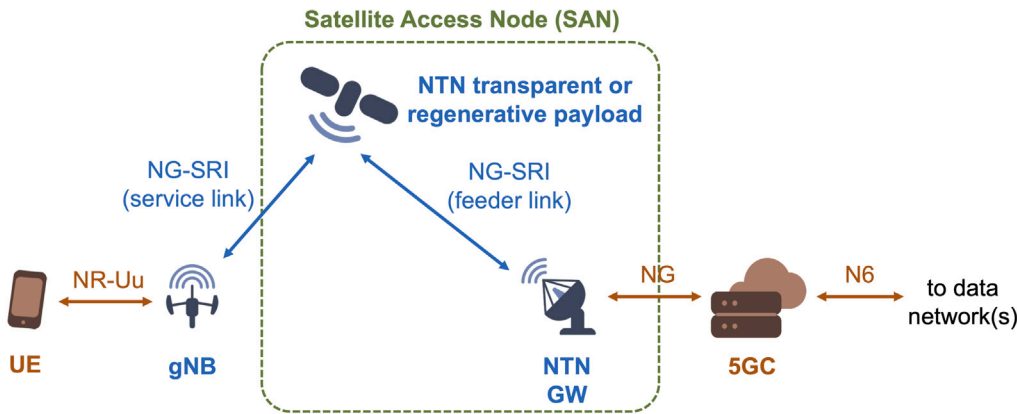 Satellite Access Node (SAN)
NTN transparent or
regenerative payload
NG-SRI
(service link)
NG-SRI
(feeder link)
NR-Uu
NG
N6
to data
network(s)
UE
gNB
NTN
GW
5GC